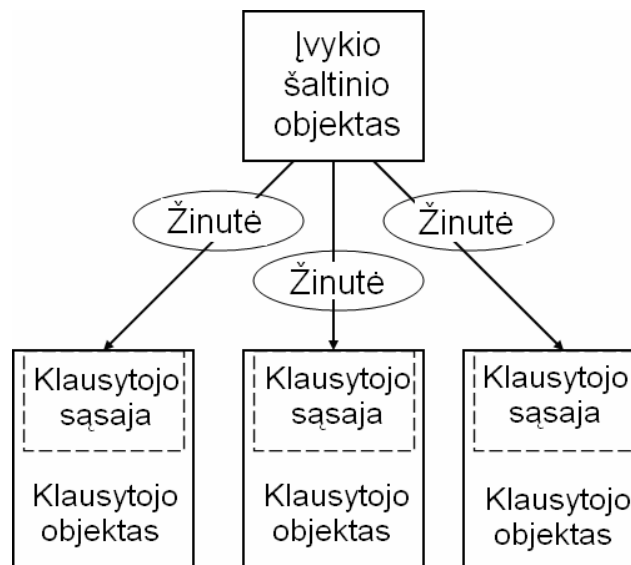 Įvykio
šaltinio
objektas
Žinutė
Žinutė
Žinutė
Klausytojo
sąsaja
Klausytojo
objektas
Klausytojo
sąsaja
Klausytojo
objektas
Klausytojo
sąsaja
Klausytojo
objektas